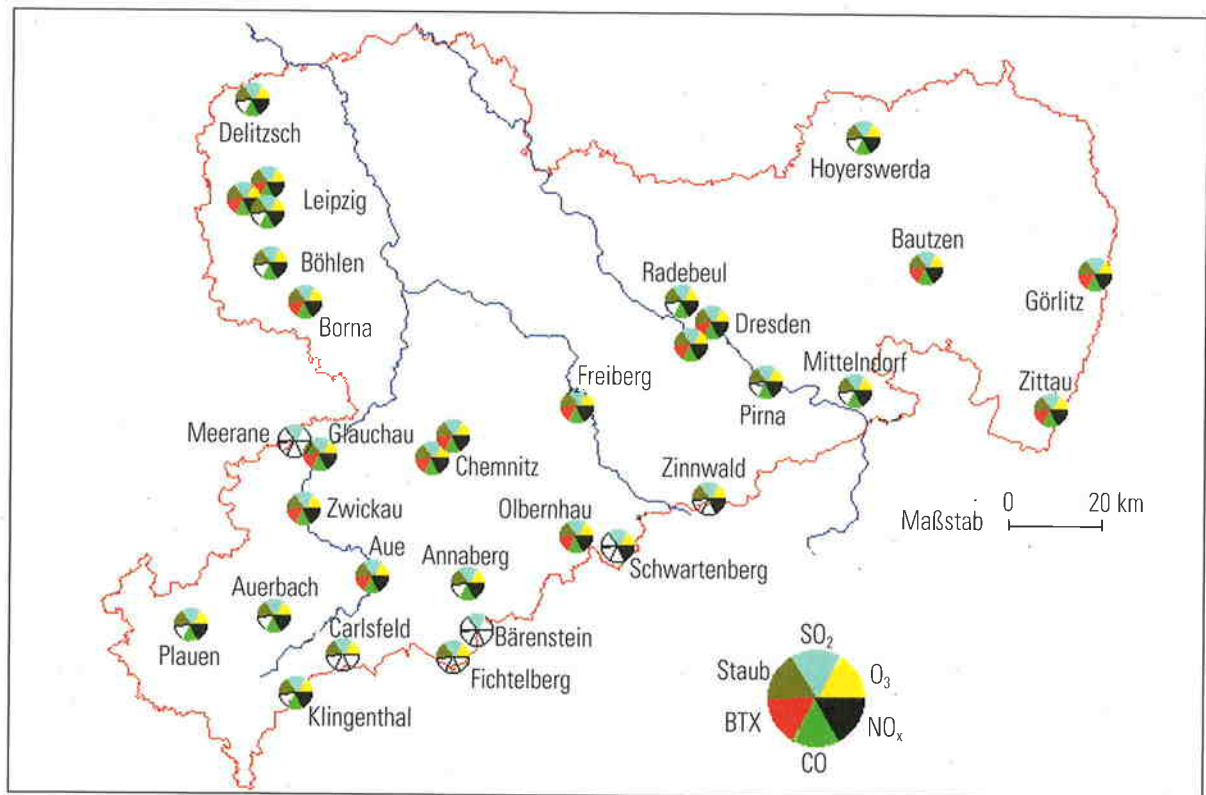 Delitzsch
Hoyerswerda
Leipzig
Bautzen
Böhlen
Radebeul
Görlitz
Borna
Dresden
Mittelndorf
Freiberg
Pirna
Zittau
Meerane
Glauchau
Chemnitz
Zinnwald
0 20 km
Maßstab
Zwickau
Olbernhau
Aue
Annaberg
Schwartenberg
Auerbach
Carlsfeld
Bärenstein
SO₂
Plauen
Staub
O₃
Fichtelberg
Klingenthal
BTX
NOₓ
CO